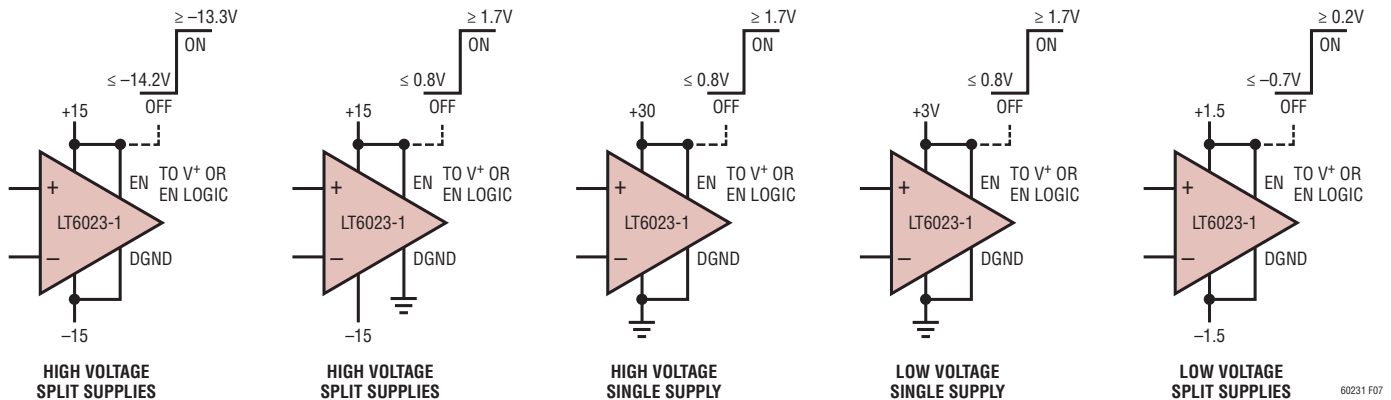 ≥ –13.3V
ON
≤ –14.2V
OFF
+15
+
–
LT6023-1
EN
TO V⁺ OR
EN LOGIC
DGND
–15
HIGH VOLTAGE
SPLIT SUPPLIES
≥ 1.7V
ON
≤ 0.8V
OFF
+15
+
–
LT6023-1
EN
TO V⁺ OR
EN LOGIC
DGND
–15
HIGH VOLTAGE
SPLIT SUPPLIES
≥ 1.7V
ON
≤ 0.8V
OFF
+30
+
–
LT6023-1
EN
TO V⁺ OR
EN LOGIC
DGND
HIGH VOLTAGE
SINGLE SUPPLY
≥ 1.7V
ON
≤ 0.8V
OFF
+3V
+
–
LT6023-1
EN
TO V⁺ OR
EN LOGIC
DGND
LOW VOLTAGE
SINGLE SUPPLY
≥ 0.2V
ON
≤ –0.7V
OFF
+1.5
+
–
LT6023-1
EN
TO V⁺ OR
EN LOGIC
DGND
–1.5
LOW VOLTAGE
SPLIT SUPPLIES
60231 F07